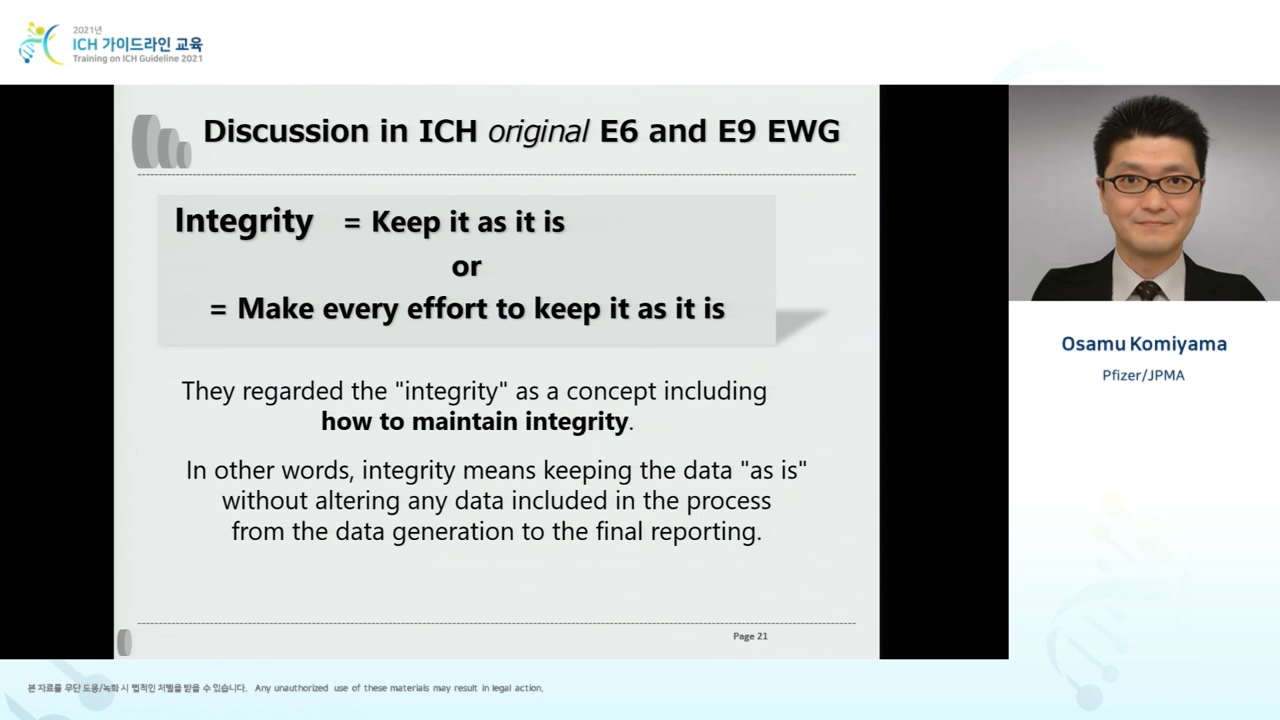 2021년
ICH 가이드라인 교육
Training on ICH Guideline 2021
Discussion in ICH original E6 and E9 EWG
Integrity = Keep it as it is
or
= Make every effort to keep it as it is
They regarded the "integrity" as a concept including
how to maintain integrity.
In other words, integrity means keeping the data "as is"
without altering any data included in the process
from the data generation to the final reporting.
Page 21
Osamu Komiyama
Pfizer/JPMA
본 자료를 무단 도용/녹화 시 법적인 처벌을 받을 수 있습니다. Any unauthorized use of these materials may result in legal action.